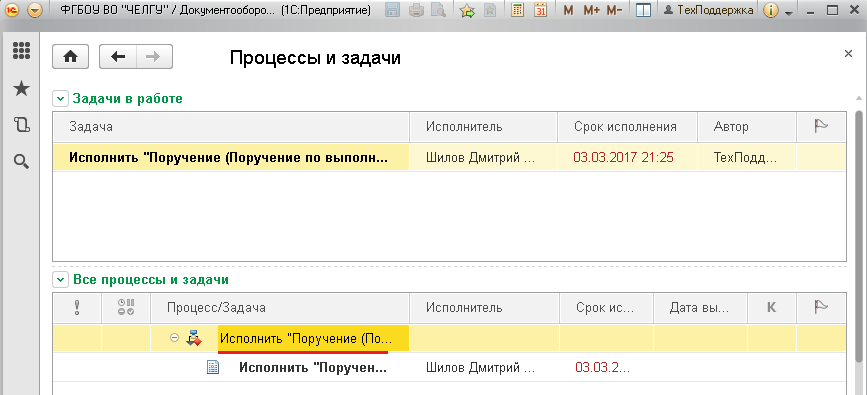 ФГБОУ ВО "ЧЕЛГУ" / Документооборо... (1С:Предприятие) M M+ M- ТехПоддержка
Процессы и задачи
Задачи в работе
Задача Исполнитель Срок исполнения Автор
Исполнить "Поручение (Поручение по выполн... Шилов Дмитрий ... 03.03.2017 21:25 ТехПодд...
Все процессы и задачи
Процесс/Задача Исполнитель Срок ис... Дата вы... К
Исполнить "Поручение (По...
Исполнить "Поручен... Шилов Дмитрий ... 03.03.2...